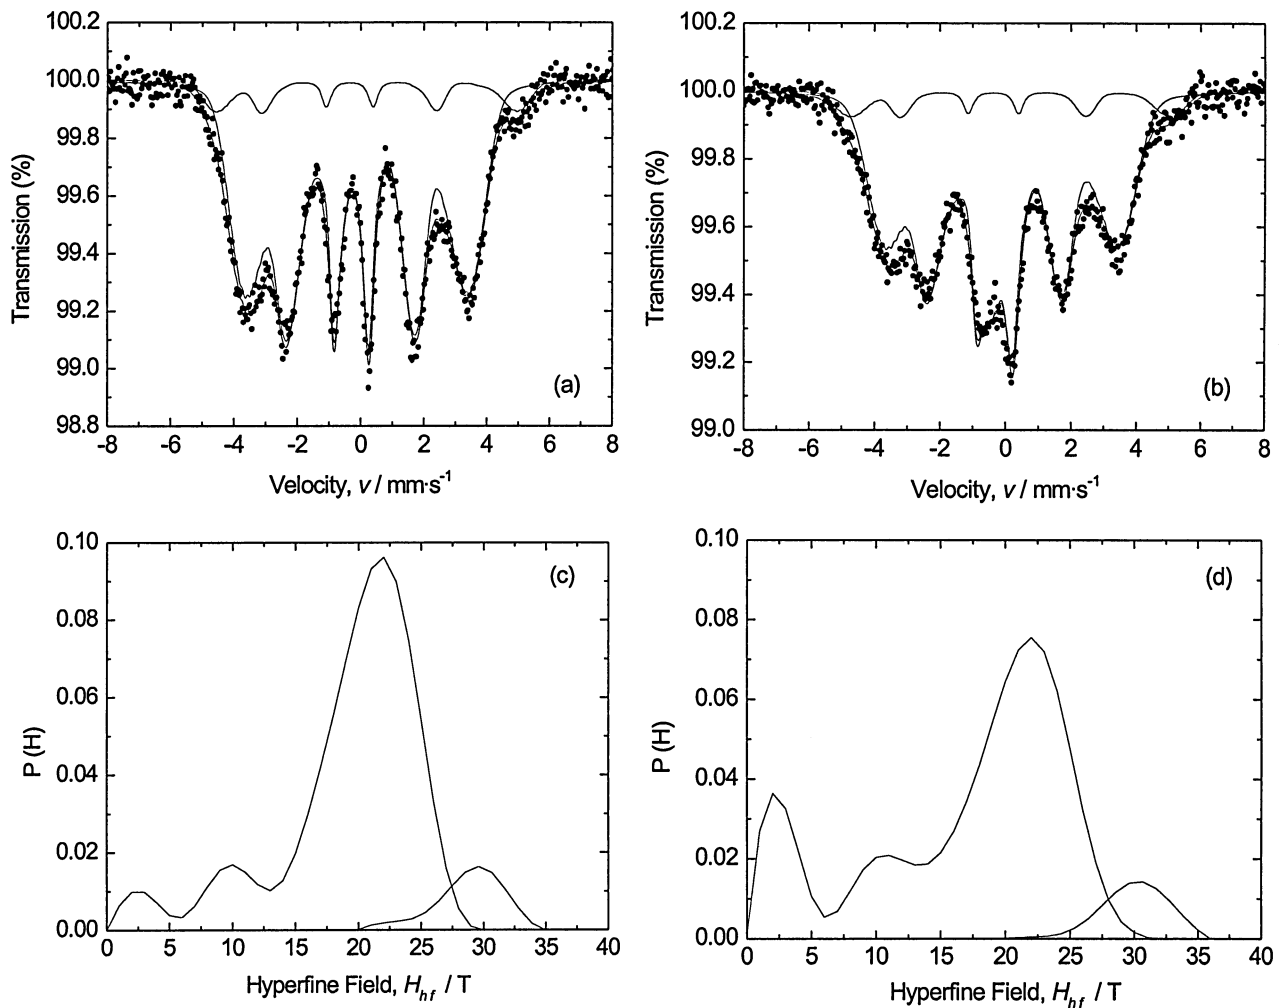 100.2
100.0
99.8
99.6
99.4
99.2
99.0
98.8
Transmission (%)
-8 -6 -4 -2 0 2 4 6 8
Velocity, v / mm·s-1
(a)
100.2
100.0
99.8
99.6
99.4
99.2
99.0
Transmission (%)
-8 -6 -4 -2 0 2 4 6 8
Velocity, v / mm·s-1
(b)
0.10
0.08
0.06
0.04
0.02
0.00
P (H)
0 5 10 15 20 25 30 35 40
Hyperfine Field, Hhf / T
(c)
0.10
0.08
0.06
0.04
0.02
0.00
P (H)
0 5 10 15 20 25 30 35 40
Hyperfine Field, Hhf / T
(d)